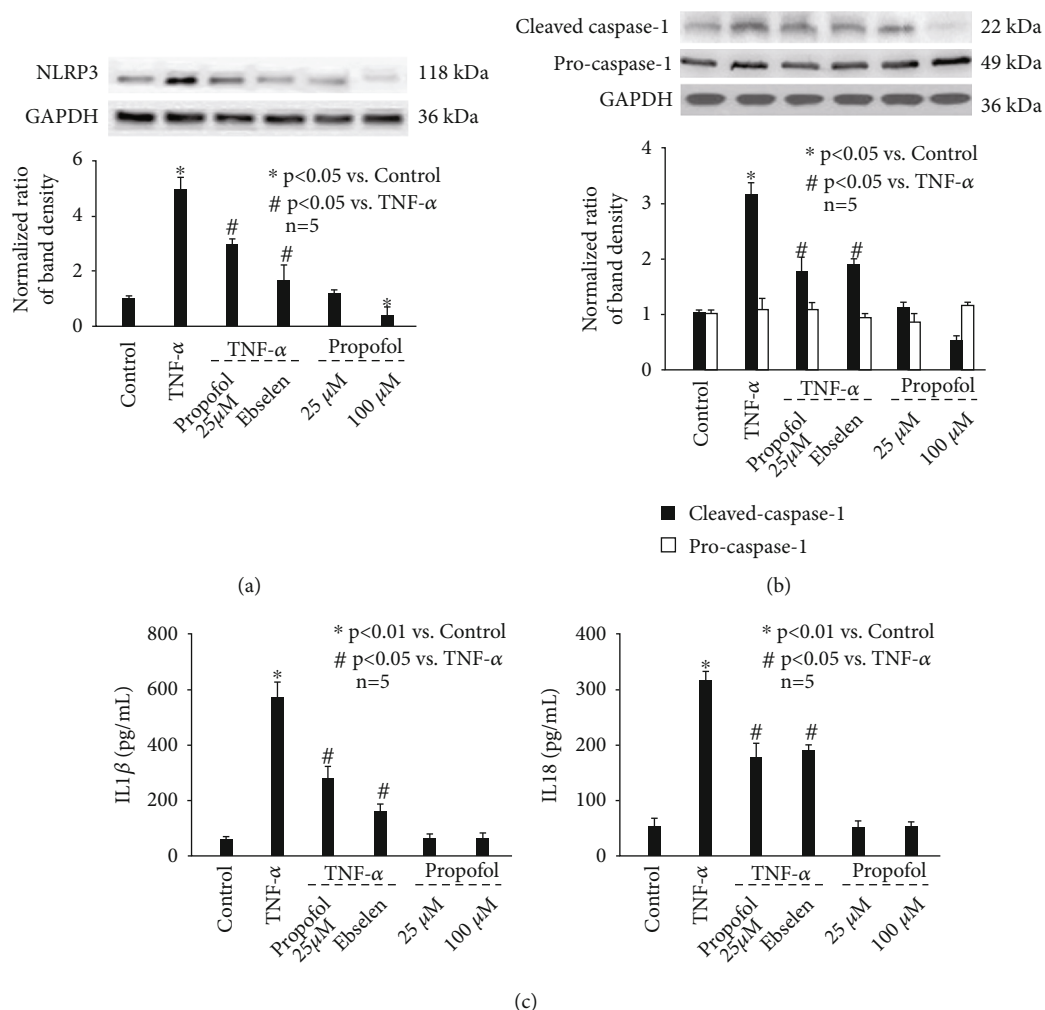 NLRP3
118 kDa
GAPDH
36 kDa
Normalized ratio
of band density
6
4
2
0
* p<0.05 vs. Control
# p<0.05 vs. TNF-α
n=5
*
#
#
*
Control
TNF-α
Propofol
25μM
Ebselen
TNF-α
25 μM
100 μM
Propofol
(a)
Cleaved caspase-1
22 kDa
Pro-caspase-1
49 kDa
GAPDH
36 kDa
Normalized ratio
of band density
4
3
2
1
0
* p<0.05 vs. Control
# p<0.05 vs. TNF-α
n=5
*
#
#
Control
TNF-α
Propofol
25μM
Ebselen
TNF-α
25 μM
100 μM
Propofol
Cleaved-caspase-1
Pro-caspase-1
(b)
IL1β (pg/mL)
800
600
400
200
0
* p<0.01 vs. Control
# p<0.05 vs. TNF-α
n=5
*
#
#
Control
TNF-α
Propofol
25μM
Ebselen
TNF-α
25 μM
100 μM
Propofol
IL18 (pg/mL)
400
300
200
100
0
* p<0.01 vs. Control
# p<0.05 vs. TNF-α
n=5
*
#
#
Control
TNF-α
Propofol
25μM
Ebselen
TNF-α
25 μM
100 μM
Propofol
(c)